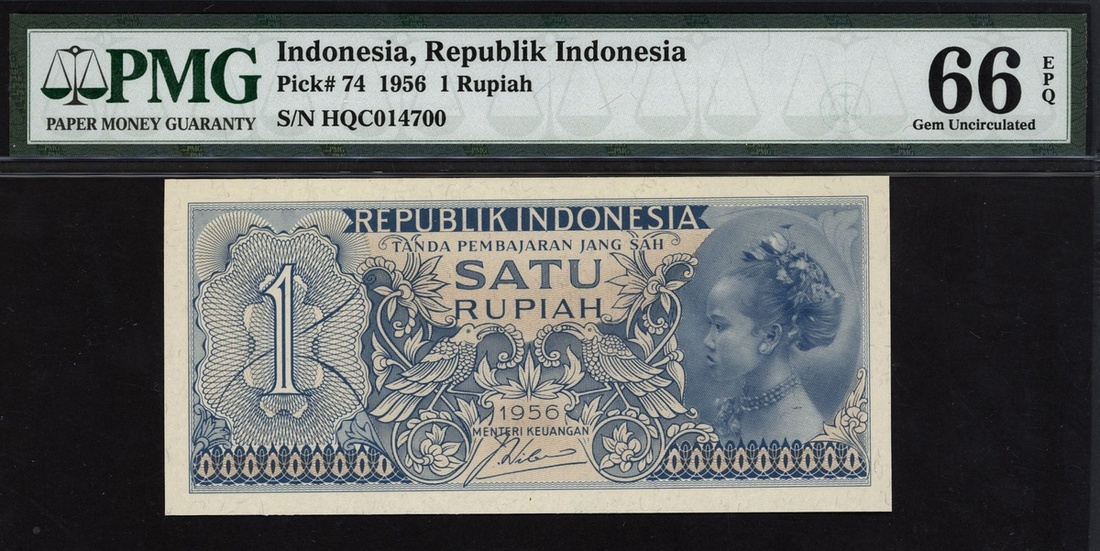 PMG
PAPER MONEY GUARANTY
Indonesia, Republik Indonesia
Pick# 74 1956 1 Rupiah
S/N HQC014700
66 EPQ
Gem Uncirculated
REPUBLIK INDONESIA
TANDA PEMBAJARAN JANG SAH
SATU
RUPIAH
1
1956
MENTERI KEUANGAN